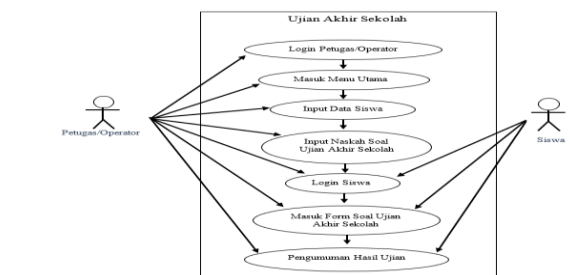 Ujian Akhir Sekolah
Login Petugas/Operator
Masuk Menu Utama
Input Data Siswa
Petugas/Operator
Siswa
Input Naskah Soal
Ujian Akhir Sekolah
Login Siswa
Masuk Form Soal Ujian
Akhir Sekolah
Pengumuman Hasil Ujian